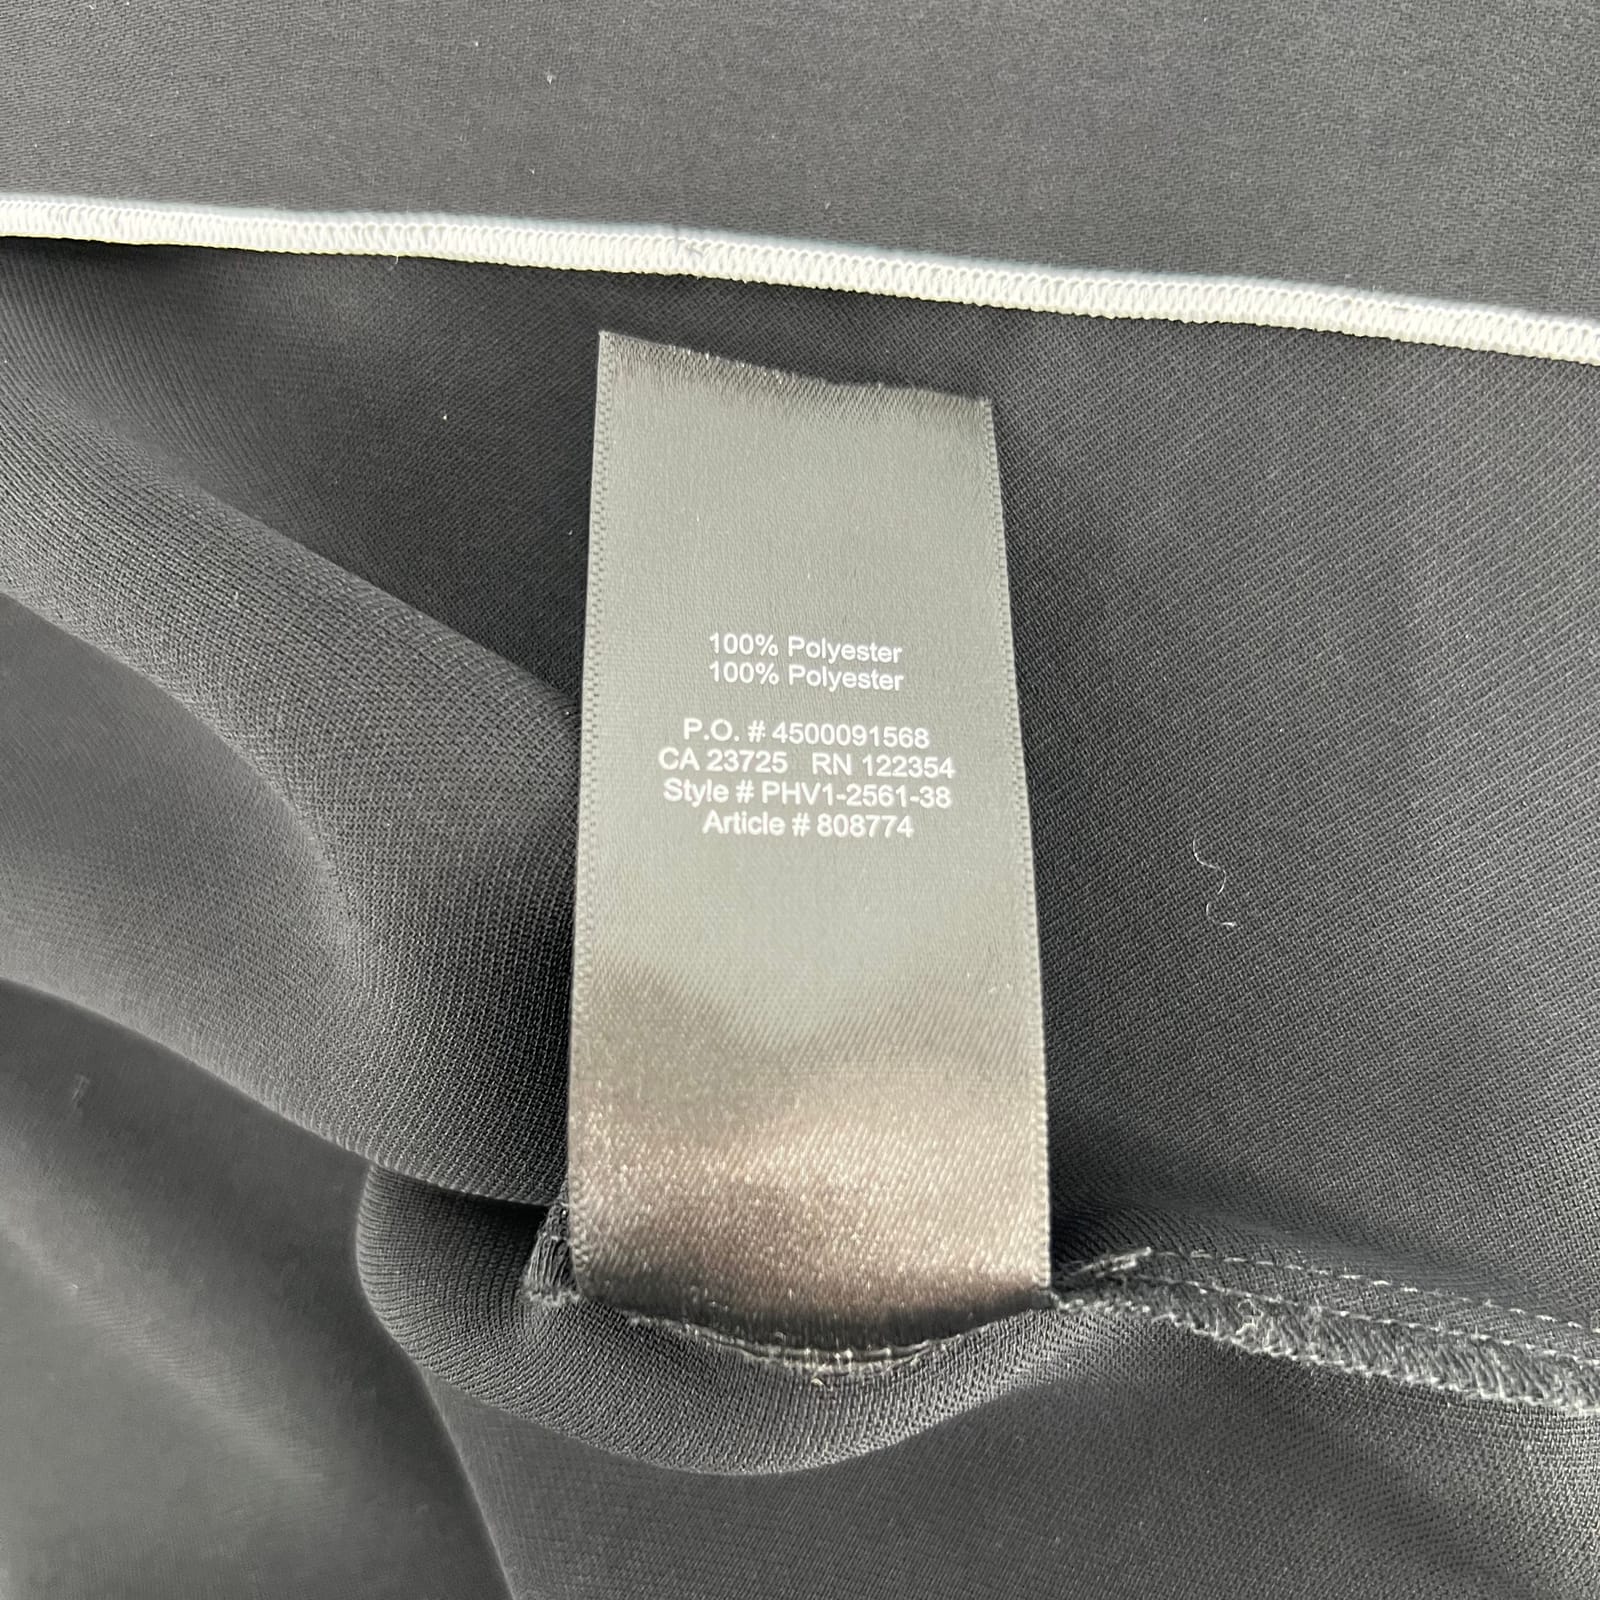 100% Polyester
100% Polyester
P.O. # 4500091568
CA 23725 RN 122354
Style # PHV1-2561-38
Article # 808774